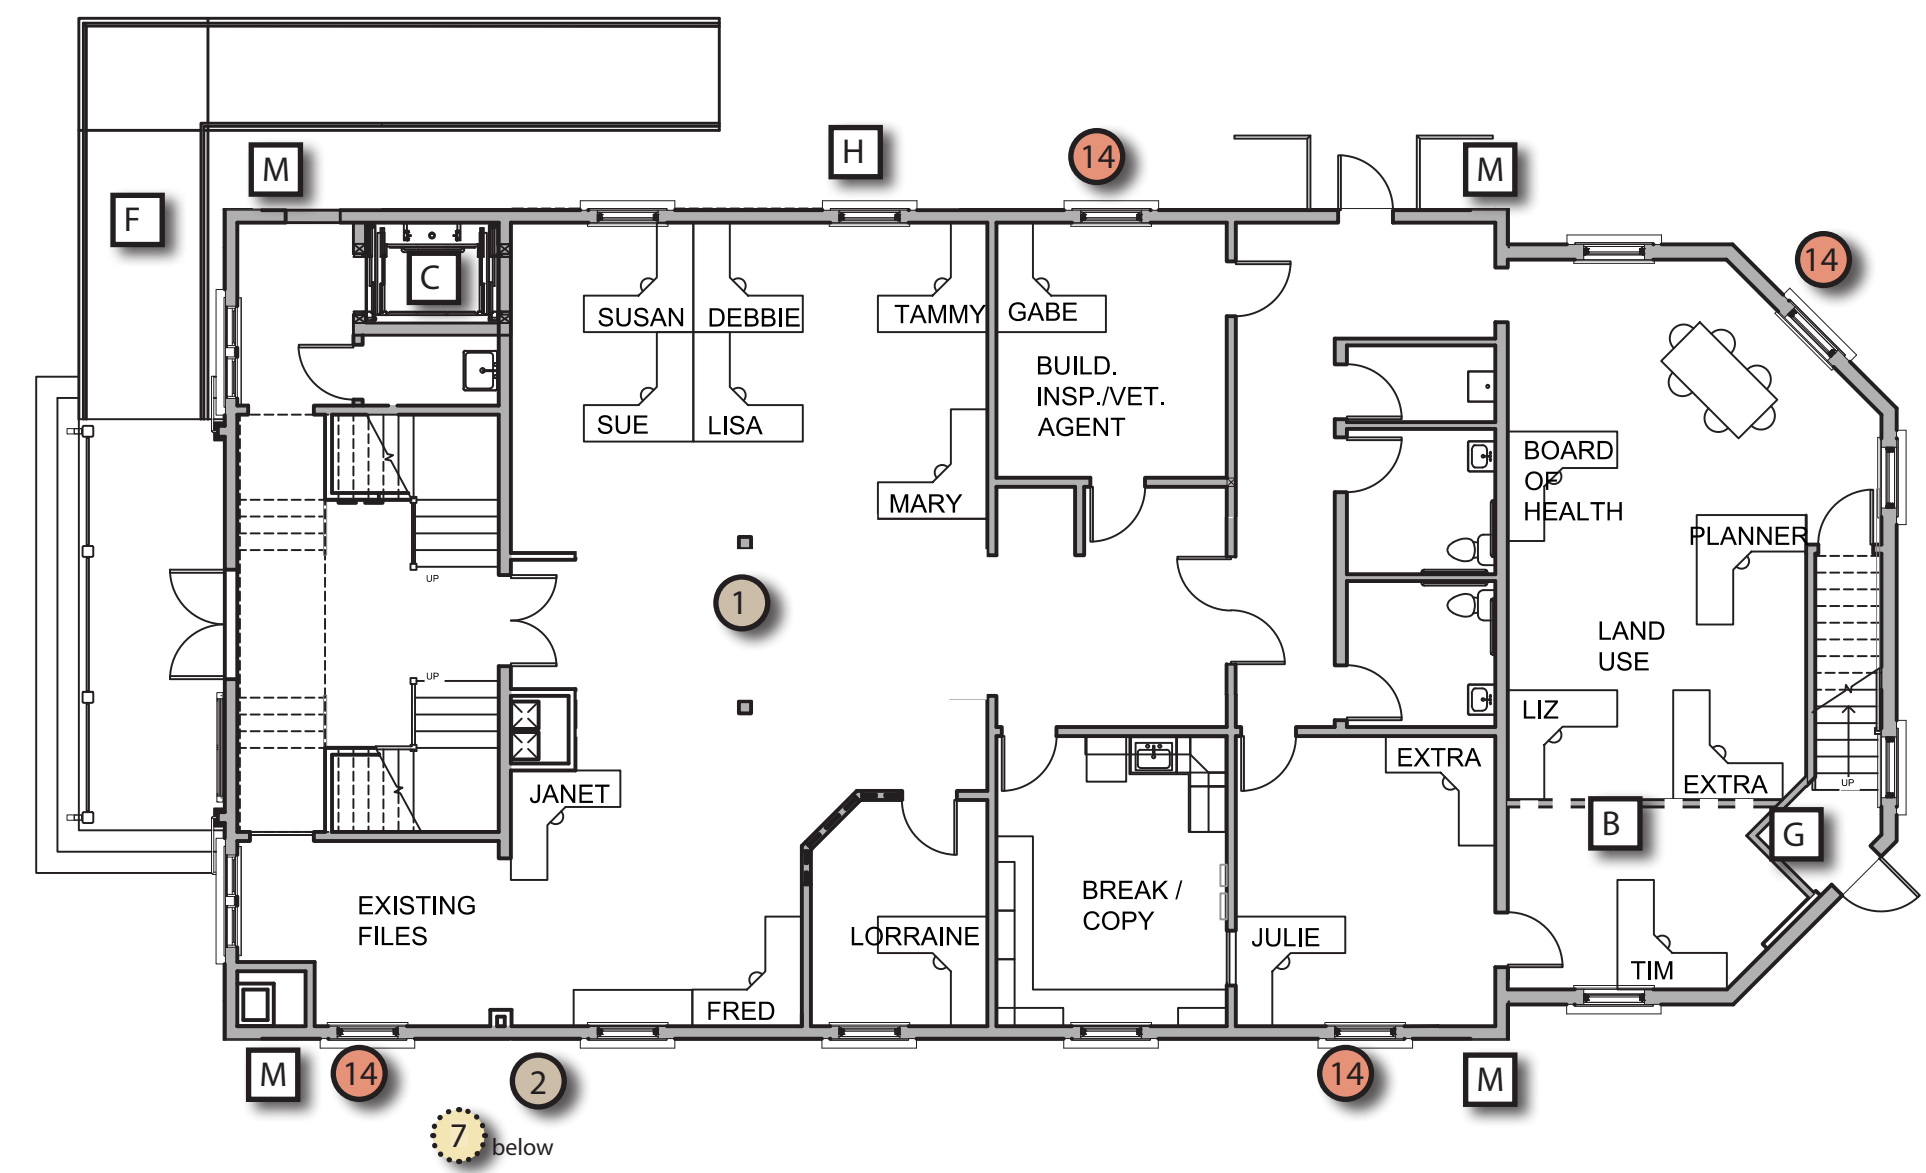 M
H
14
M
F
14
C
SUSAN
DEBBIE
TAMMY
GABE
BUILD.
INSP./VET.
AGENT
SUE
LISA
MARY
BOARD
OF
HEALTH
PLANNER
UP
1
LAND
USE
UP
LIZ
EXTRA
EXTRA
UP
JANET
B
G
EXISTING
FILES
LORRAINE
BREAK /
COPY
JULIE
TIM
FRED
M
14
2
14
M
7 below